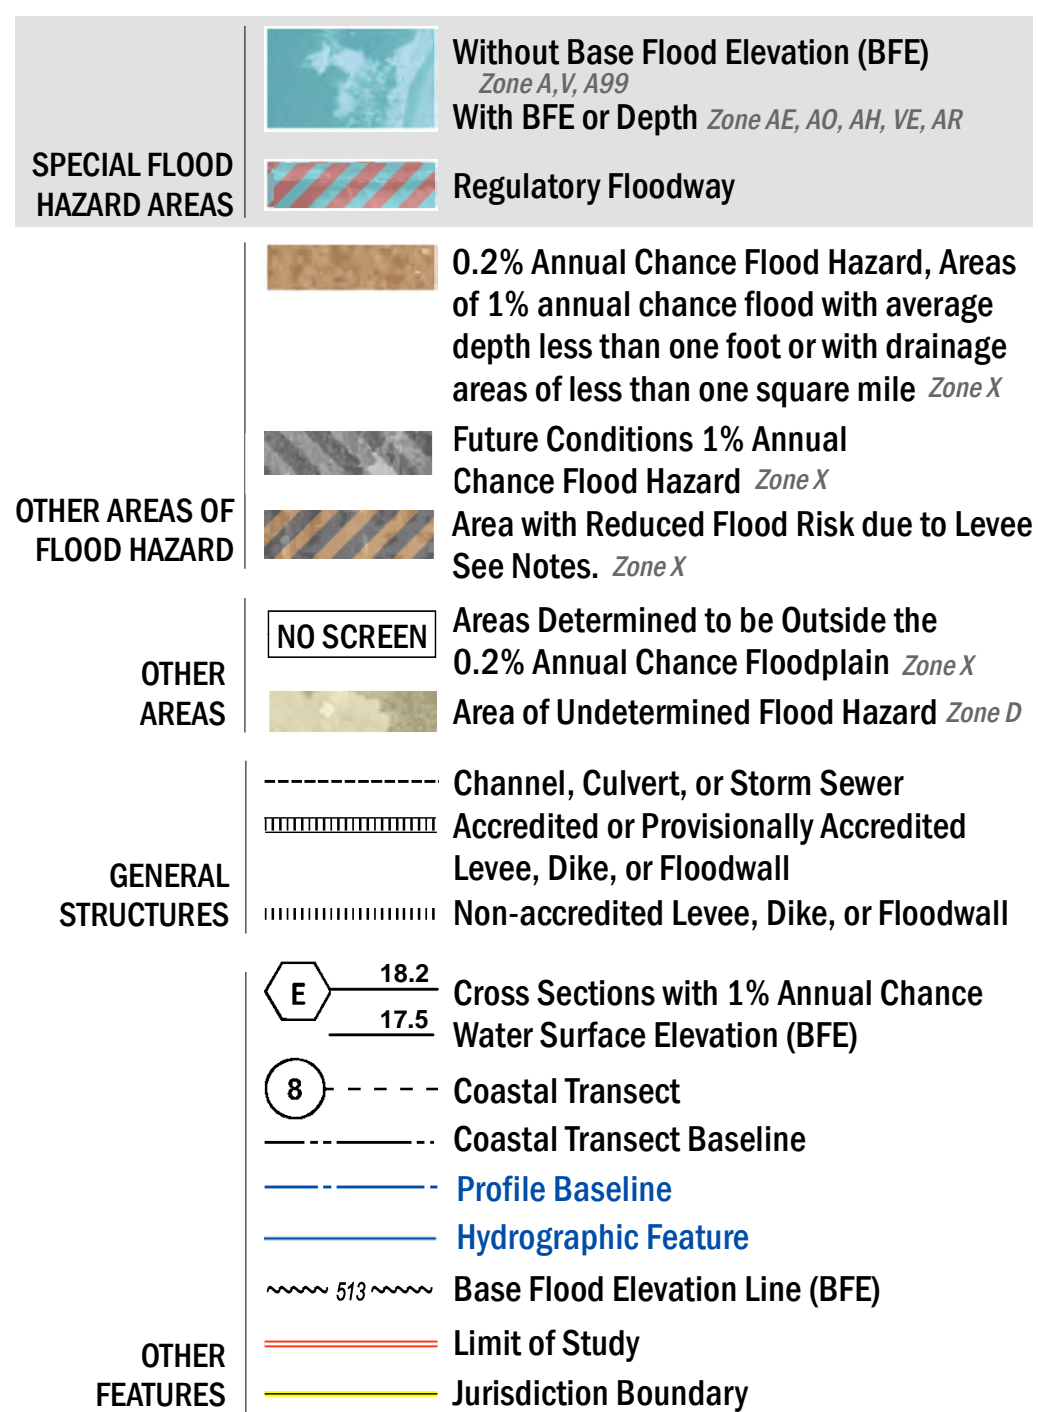 SPECIAL FLOOD
HAZARD AREAS
Without Base Flood Elevation (BFE)
Zone A,V, A99
With BFE or Depth Zone AE, AO, AH, VE, AR
Regulatory Floodway
OTHER AREAS OF
FLOOD HAZARD
0.2% Annual Chance Flood Hazard, Areas
of 1% annual chance flood with average
depth less than one foot or with drainage
areas of less than one square mile Zone X
Future Conditions 1% Annual
Chance Flood Hazard Zone X
Area with Reduced Flood Risk due to Levee
See Notes. Zone X
OTHER
AREAS
NO SCREEN
Areas Determined to be Outside the
0.2% Annual Chance Floodplain Zone X
Area of Undetermined Flood Hazard Zone D
GENERAL
STRUCTURES
Channel, Culvert, or Storm Sewer
Accredited or Provisionally Accredited
Levee, Dike, or Floodwall
Non-accredited Levee, Dike, or Floodwall
OTHER
FEATURES
E 18.2
17.5
Cross Sections with 1% Annual Chance
Water Surface Elevation (BFE)
8 Coastal Transect
Coastal Transect Baseline
Profile Baseline
Hydrographic Feature
513 Base Flood Elevation Line (BFE)
Limit of Study
Jurisdiction Boundary